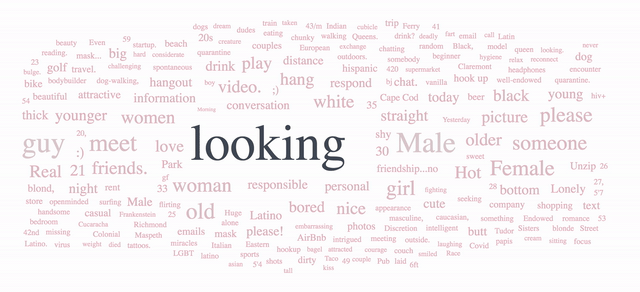 dogs dream dudes train taken 43/m Indian cubicle trip Ferry 41
beauty Even 59 startup. beach 20s creature eating chunky walking Queens. drink? deadly fart email call Latin
reading. mask... big hard considerate quarantine couples European exchange chatting random Black, model queen looking. never
23 golf travel. challenging spontaneous drink play distance outdoors. somebody beginner hygiene relax reconnect dog
bulge. bodybuilder hispanic 420 supermarket Claremont headphones encounter
bike dog-walking, hangout boy video. ;) hang respond bj chat. vanilla hook up well-endowed. quarantine.
54 beautiful attractive information Morning conversation white 35 Cape Cod today beer black young hiv+
thick younger women straight Yesterday picture please
guy 20, :) meet love looking shy 30 Male older someone
Real 21 friends. Park gf friendship...no sweet Hot Female Unzip 26
blond, night rent 33 woman responsible personal girl fighting 28 bottom Lonely 27, 5'7
store openminded surfing Male flirting old bored nice appearance cute seeking company shopping text
handsome casual Frankenstein 25 Huge Latino masculine, caucasian, something Endowed romance 53
bedroom Cucaracha Richmond alone embarrassing photos Discretion intelligent butt Tudor blonde Street
42nd missing Colonial Maspeth emails mask please! AirBnb intrigued meeting outside. Sisters
Latino. virus weight died tattoos. miracles Italian Eastern hookup bagel attracted courage couch laughing Covid papis cream sitting focus
LGBT latino sports dirty Taco 49 couple Pub laid smiled Race
asian 5'4 shots kiss 6ft
tall